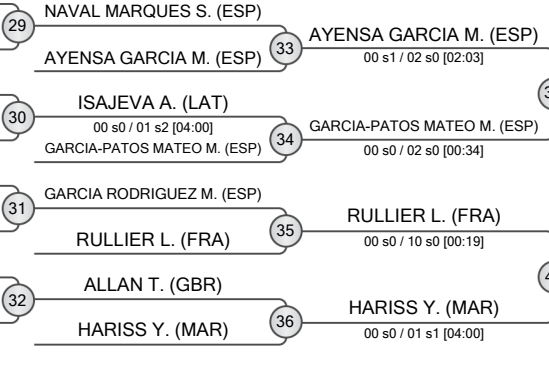 29
NAVAL MARQUES S. (ESP)
AYENSA GARCIA M. (ESP)
33
AYENSA GARCIA M. (ESP)
00 s1 / 02 s0 [02:03]
30
ISAJEVA A. (LAT)
00 s0 / 01 s2 [04:00]
GARCIA-PATOS MATEO M. (ESP)
34
GARCIA-PATOS MATEO M. (ESP)
00 s0 / 02 s0 [00:34]
31
GARCIA RODRIGUEZ M. (ESP)
RULLIER L. (FRA)
35
RULLIER L. (FRA)
00 s0 / 10 s0 [00:19]
32
ALLAN T. (GBR)
HARISS Y. (MAR)
36
HARISS Y. (MAR)
00 s0 / 01 s1 [04:00]